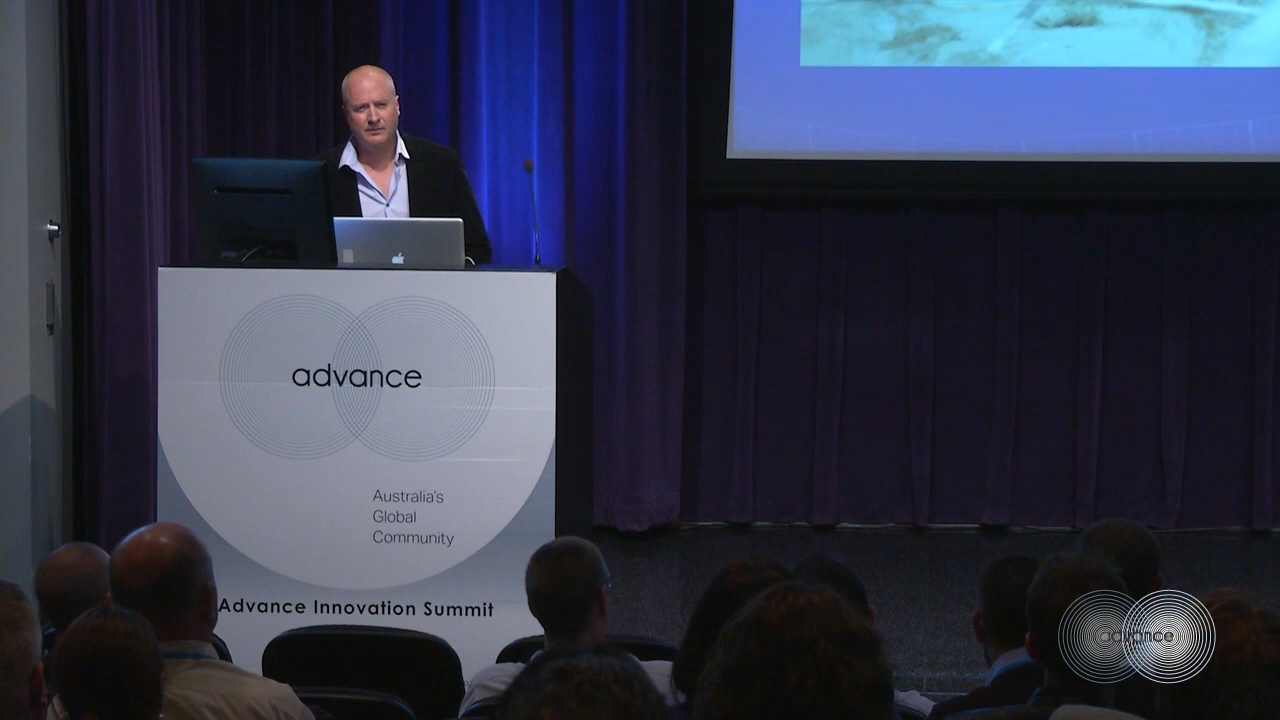 advance
Australia's
Global
Community
Advance Innovation Summit
advance